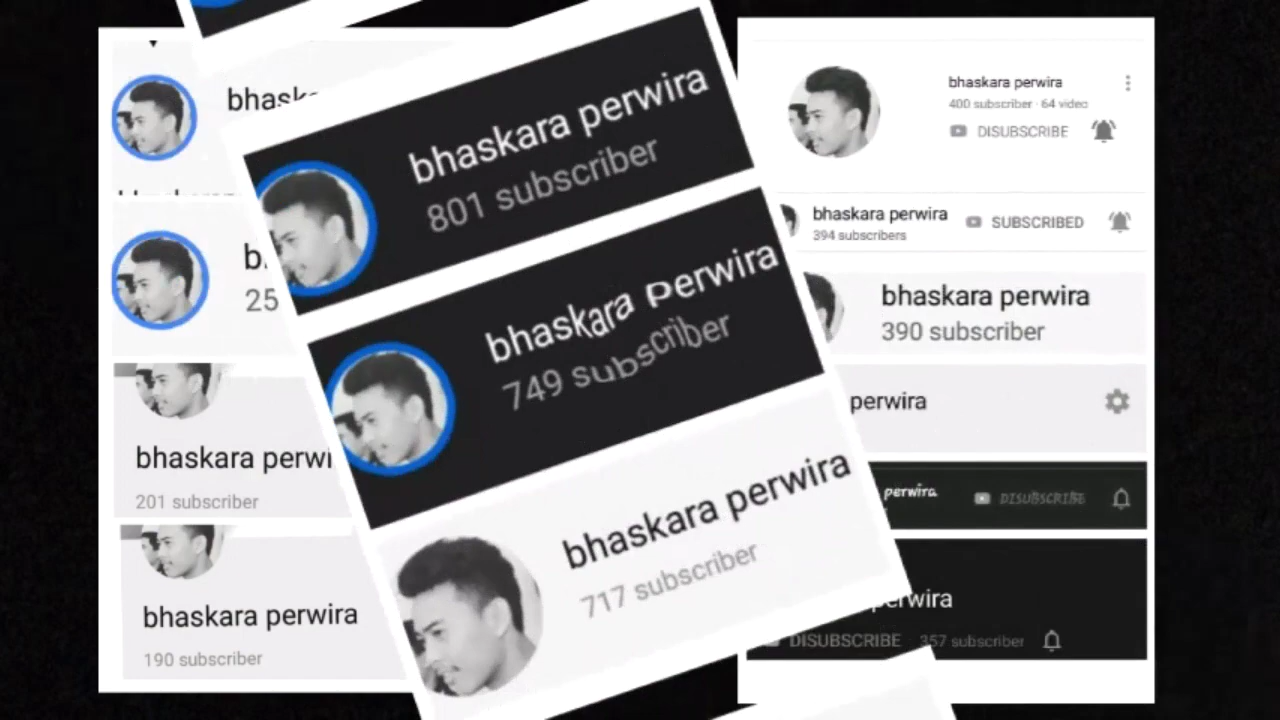 bhask
b
25
bhaskara perwi
201 subscriber
bhaskara perwira
190 subscriber
bhaskara perwira
801 subscriber
bhaskara perwira
749 subscriber
bhaskara perwira
717 subscriber
bhaskara perwira
400 subscriber · 64 video
DISUBSCRIBE
bhaskara perwira
394 subscribers
SUBSCRIBED
bhaskara perwira
390 subscriber
perwira
perwira
DISUBSCRIBE
perwira
DISUBSCRIBE 357 subscriber